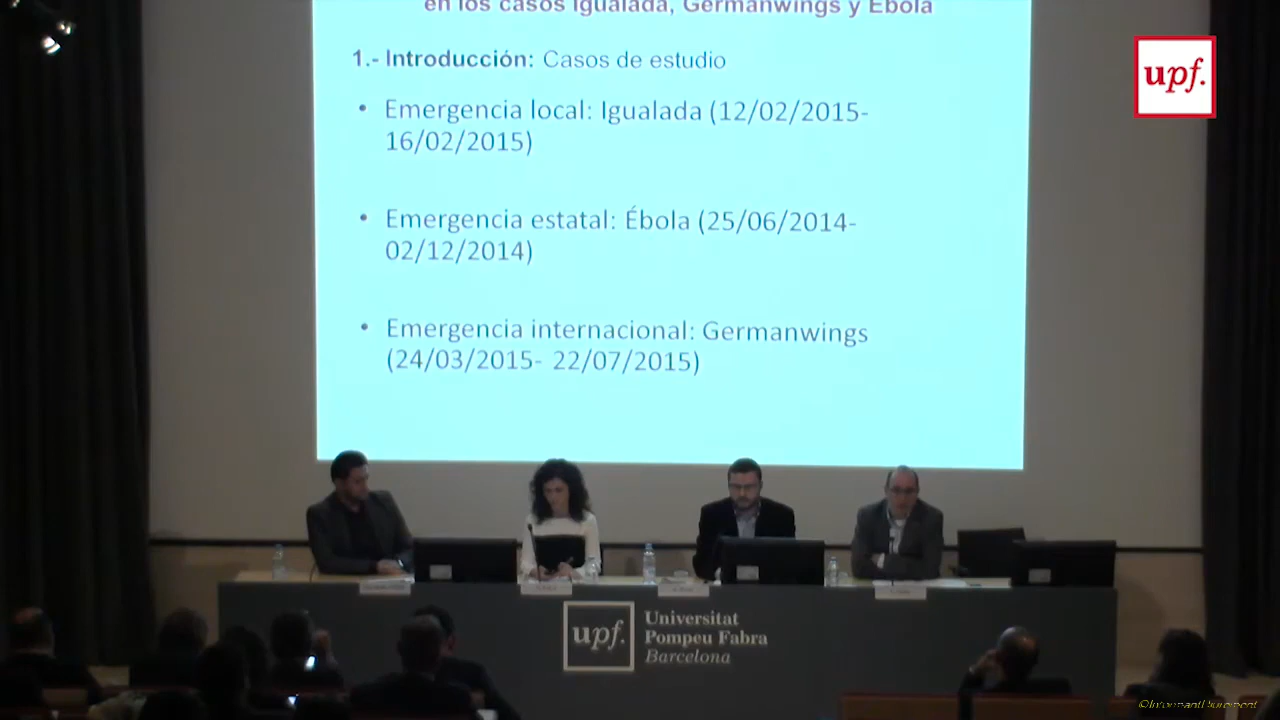 en los casos Igualada, Germanwings y Ébola
1.- Introducción: Casos de estudio
• Emergencia local: Igualada (12/02/2015-
16/02/2015)
• Emergencia estatal: Ébola (25/06/2014-
02/12/2014)
• Emergencia internacional: Germanwings
(24/03/2015- 22/07/2015)
upf.
upf.
Universitat
Pompeu Fabra
Barcelona